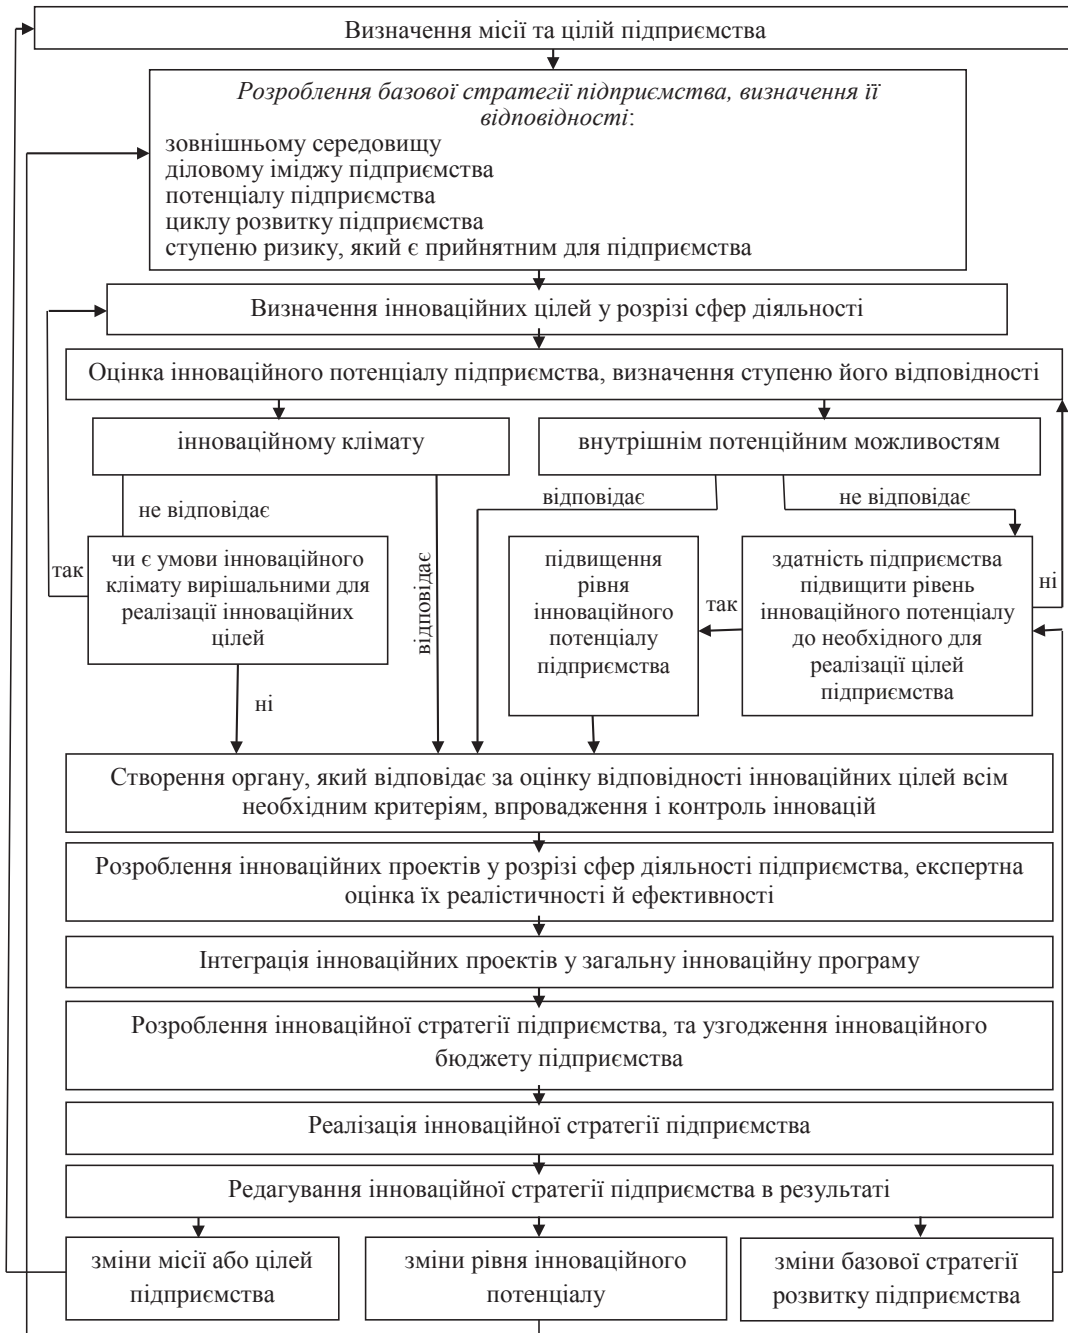 Визначення місії та цілій підприємства
Розроблення базової стратегії підприємства, визначення її
відповідності:
зовнішньому середовищу
діловому іміджу підприємства
потенціалу підприємства
циклу розвитку підприємства
ступеню ризику, який є прийнятним для підприємства
Визначення інноваційних цілей у розрізі сфер діяльності
Оцінка інноваційного потенціалу підприємства, визначення ступеню його відповідності
інноваційному клімату
внутрішнім потенційним можливостям
не відповідає
відповідає
відповідає
не відповідає
так
чи є умови інноваційного
клімату вирішальними для
реалізації інноваційних
цілей
ні
підвищення
рівня
інноваційного
потенціалу
підприємства
так
здатність підприємства
підвищити рівень
інноваційного потенціалу
до необхідного для
реалізації цілей
підприємства
ні
Створення органу, який відповідає за оцінку відповідності інноваційних цілей всім
необхідним критеріям, впровадження і контроль інновацій
Розроблення інноваційних проектів у розрізі сфер діяльності підприємства, експертна
оцінка їх реалістичності й ефективності
Інтеграція інноваційних проектів у загальну інноваційну програму
Розроблення інноваційної стратегії підприємства, та узгодження інноваційного
бюджету підприємства
Реалізація інноваційної стратегії підприємства
Редагування інноваційної стратегії підприємства в результаті
зміни місії або цілей
підприємства
зміни рівня інноваційного
потенціалу
зміни базової стратегії
розвитку підприємства